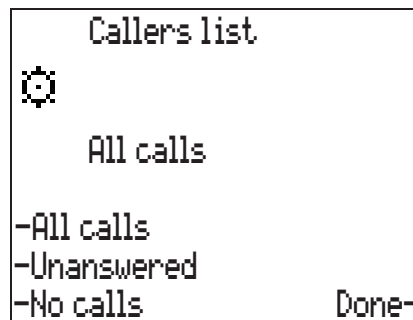 Callers list
All calls
-All calls
-Unanswered
-No calls Done-